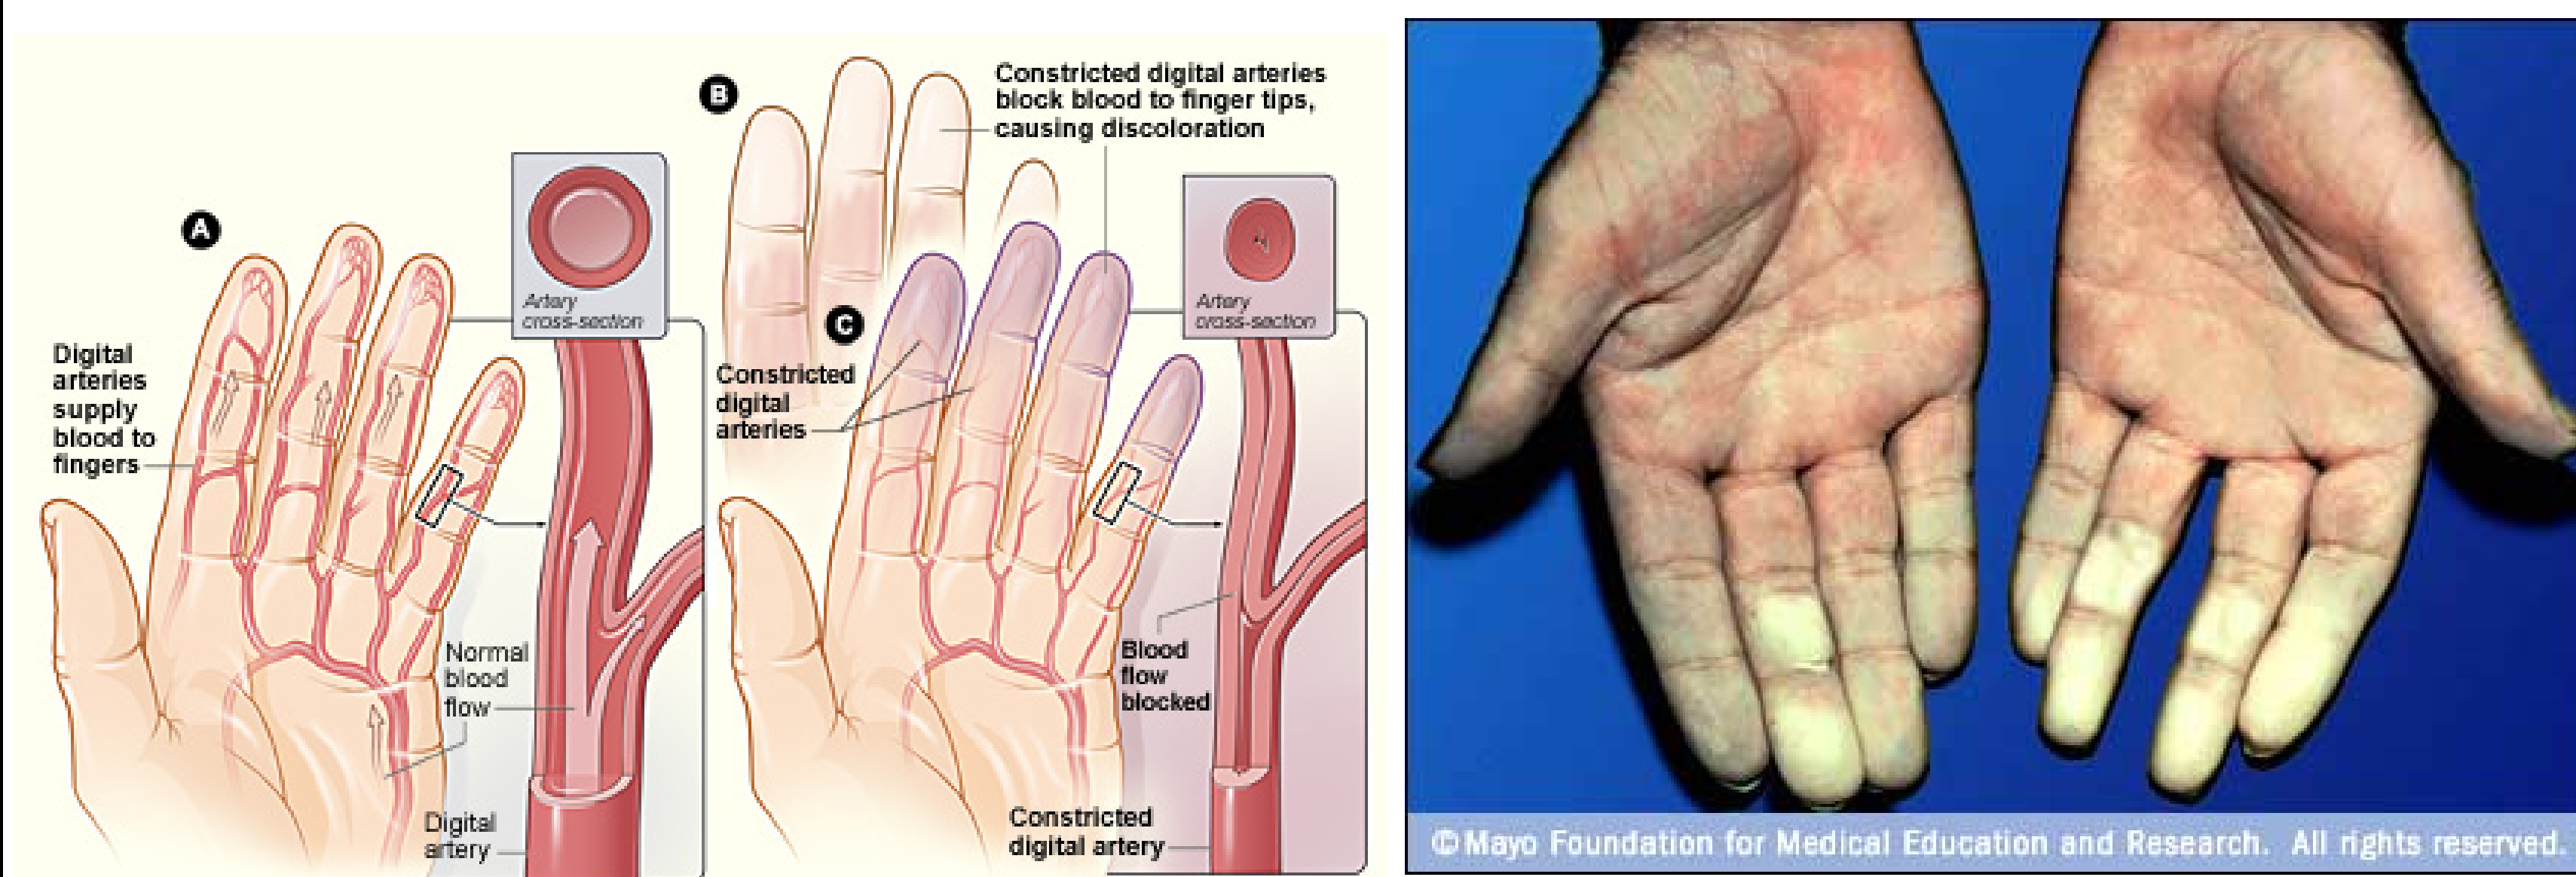 A
Digital
arteries
supply
blood to
fingers
Artery
cross-section
Normal
blood
flow
Digital
artery
B
Constricted digital arteries
block blood to finger tips,
causing discoloration
C
Constricted
digital
arteries
Artery
cross-section
Blood
flow
blocked
Constricted
digital artery
©Mayo Foundation for Medical Education and Research. All rights reserved.